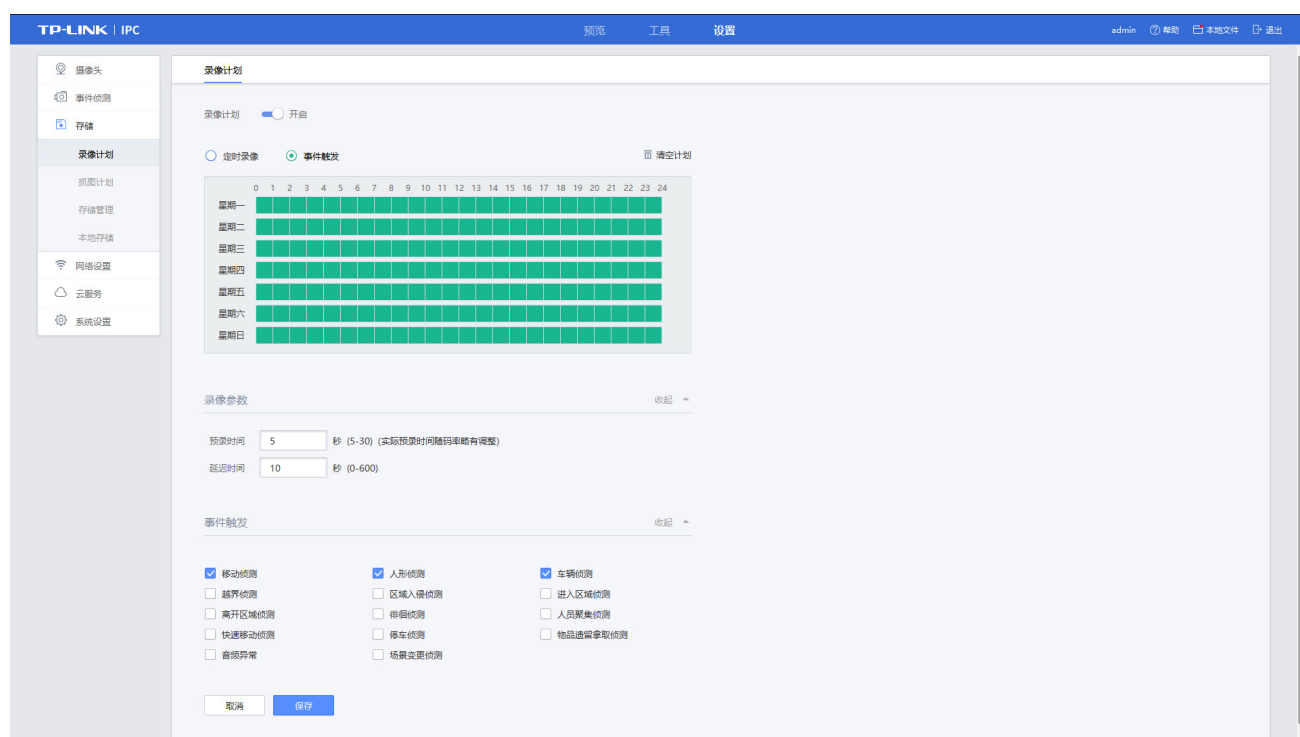 TP-LINK | IPC 预览 工具 设置 admin 帮助 本地文件 退出
摄像头
事件侦测
存储
录像计划
抓图计划
存储管理
本地存储
网络设置
云服务
系统设置
录像计划
录像计划 开启
定时录像 事件触发 清空计划
0 1 2 3 4 5 6 7 8 9 10 11 12 13 14 15 16 17 18 19 20 21 22 23 24
星期一
星期二
星期三
星期四
星期五
星期六
星期日
录像参数 收起
预录时间 5 秒 (5-30) (实际预录时间随码率略有调整)
延迟时间 10 秒 (0-600)
事件触发 收起
移动侦测 人形侦测 车辆侦测
越界侦测 区域入侵侦测 进入区域侦测
离开区域侦测 徘徊侦测 人员聚集侦测
快速移动侦测 停车侦测 物品遗留拿取侦测
音频异常 场景变更侦测
取消 保存